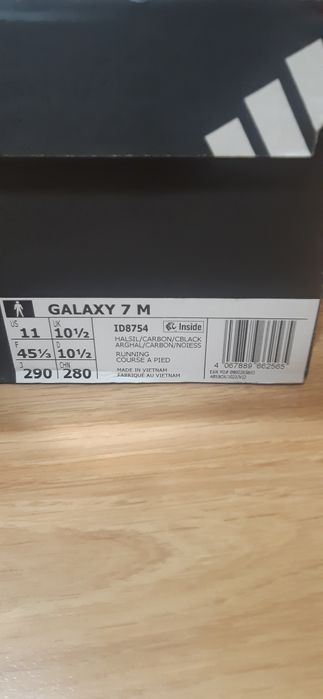 GALAXY 7 M
US 11 UK 10½
F 45⅓ D 10½
J 290 CHN 280
ID8754
Inside
HALSIL/CARBON/CBLACK
ARGHAL/CARBON/NOIESS
RUNNING
COURSE A PIED
MADE IN VIETNAM
FABRIQUÉ AU VIETNAM
4 067889 662565